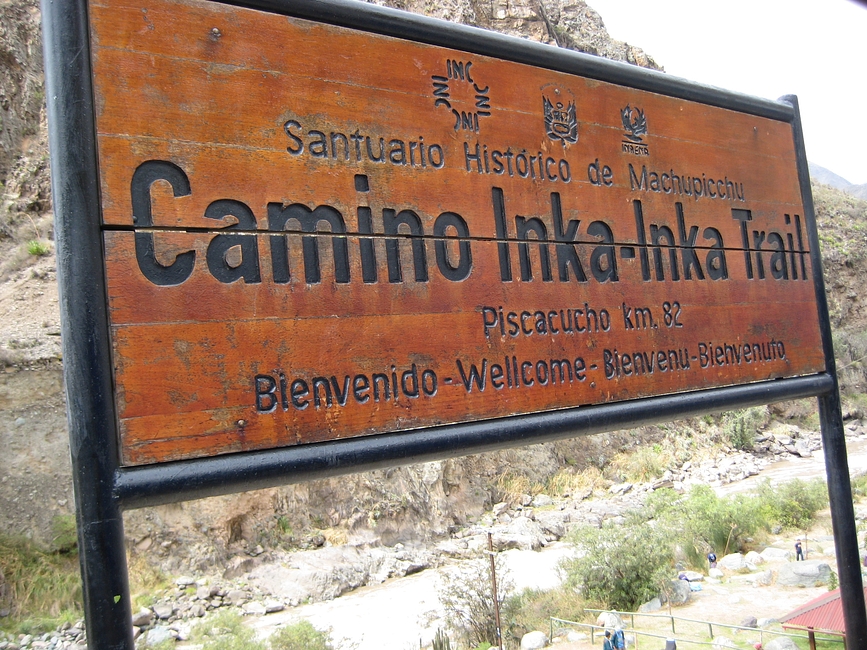 INC INC INC INC
INRENA
Santuario Histórico de Machupicchu
Camino Inka-Inka Trail
Piscacucho km. 82
Bienvenido-Wellcome-Bienvenu-Bienvenuto